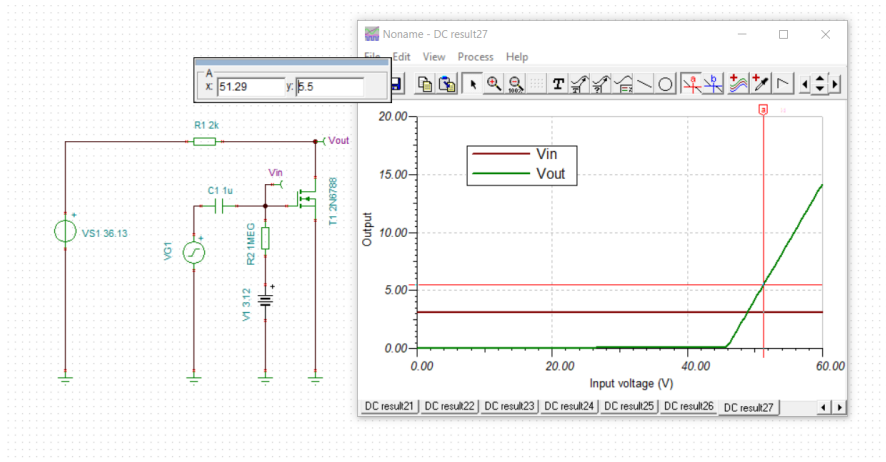 Noname - DC result27
File Edit View Process Help
A
x: 51.29 y: 5.5
T
100%
a b
R1 2k
Vout
Vin
C1 1u
T1 2N6788
VS1 36.13
VG1
R2 1MEG
V1 3.12
a
20.00
15.00
10.00
5.00
0.00
Output
Vin
Vout
0.00 20.00 40.00 60.00
Input voltage (V)
DC result21 DC result22 DC result23 DC result24 DC result25 DC result26 DC result27